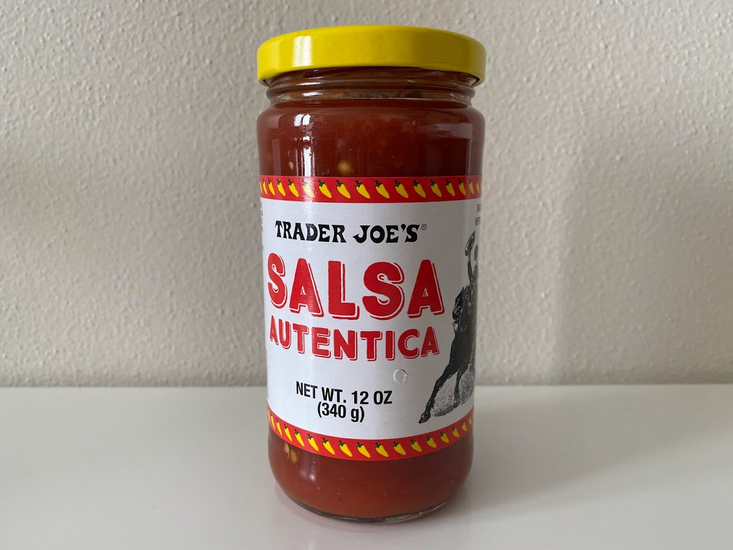 TRADER JOE'S®
SALSA
AUTENTICA
NET WT. 12 OZ
(340 g)